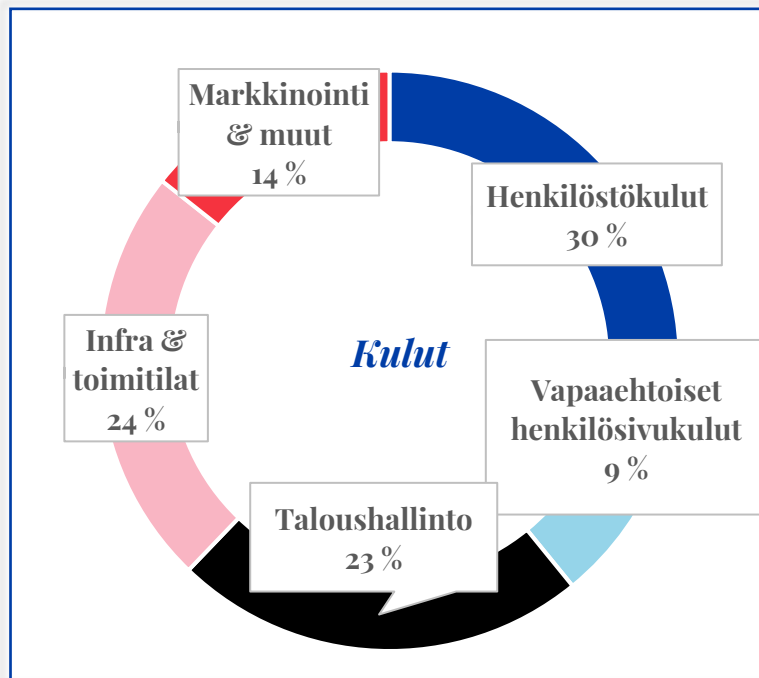 Markkinointi
& muut
14 %
Henkilöstökulut
30 %
Infra &
toimitilat
24 %
Kulut
Vapaaehtoiset
henkilösivukulut
9 %
Taloushallinto
23 %